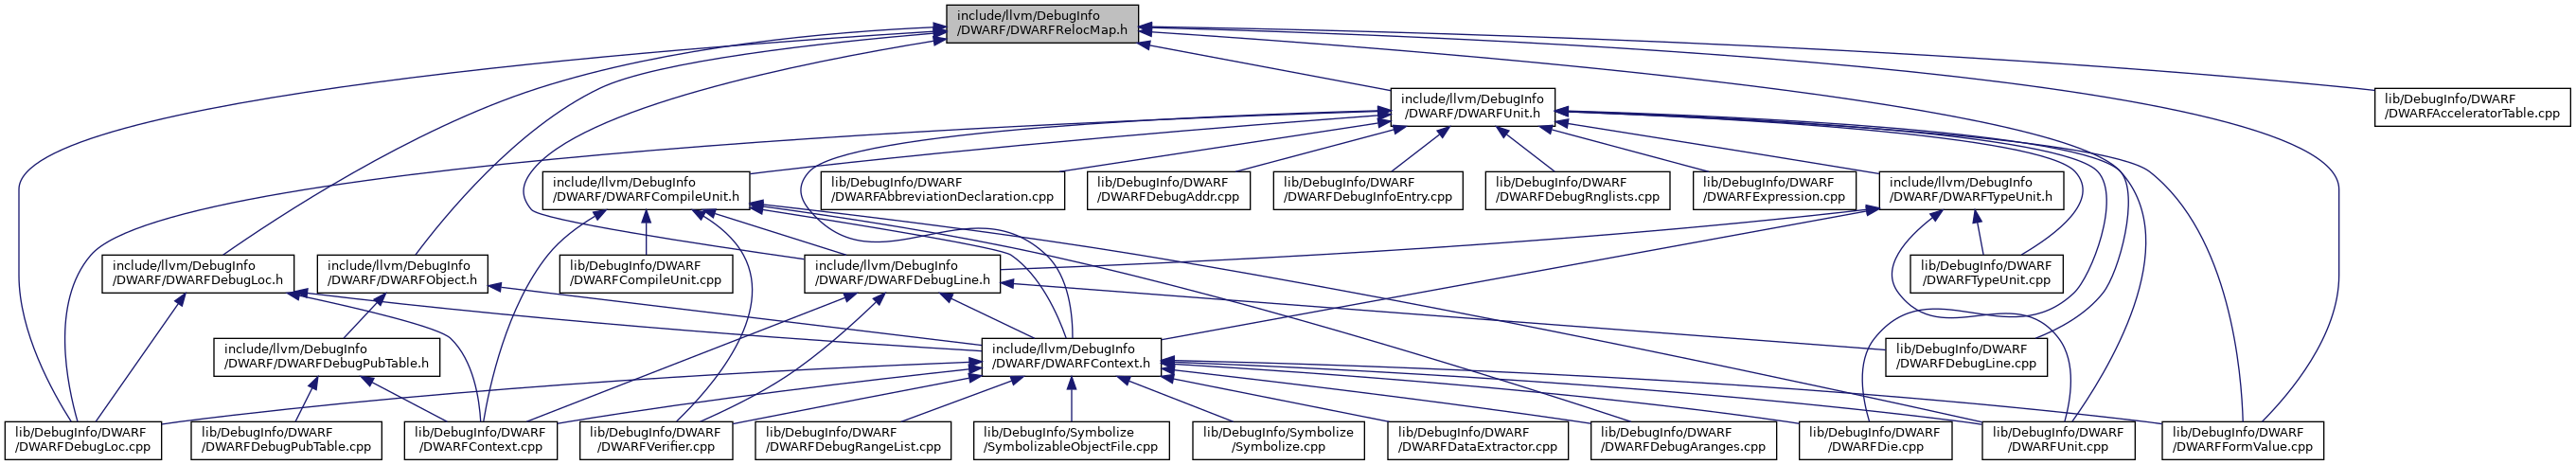 include/llvm/DebugInfo
/DWARF/DWARFRelocMap.h
include/llvm/DebugInfo
/DWARF/DWARFUnit.h
lib/DebugInfo/DWARF
/DWARFAcceleratorTable.cpp
include/llvm/DebugInfo
/DWARF/DWARFCompileUnit.h
lib/DebugInfo/DWARF
/DWARFAbbreviationDeclaration.cpp
lib/DebugInfo/DWARF
/DWARFDebugAddr.cpp
lib/DebugInfo/DWARF
/DWARFDebugInfoEntry.cpp
lib/DebugInfo/DWARF
/DWARFDebugRnglists.cpp
lib/DebugInfo/DWARF
/DWARFExpression.cpp
include/llvm/DebugInfo
/DWARF/DWARFTypeUnit.h
include/llvm/DebugInfo
/DWARF/DWARFDebugLoc.h
include/llvm/DebugInfo
/DWARF/DWARFObject.h
lib/DebugInfo/DWARF
/DWARFCompileUnit.cpp
include/llvm/DebugInfo
/DWARF/DWARFDebugLine.h
lib/DebugInfo/DWARF
/DWARFTypeUnit.cpp
include/llvm/DebugInfo
/DWARF/DWARFDebugPubTable.h
include/llvm/DebugInfo
/DWARF/DWARFContext.h
lib/DebugInfo/DWARF
/DWARFDebugLine.cpp
lib/DebugInfo/DWARF
/DWARFDebugLoc.cpp
lib/DebugInfo/DWARF
/DWARFDebugPubTable.cpp
lib/DebugInfo/DWARF
/DWARFContext.cpp
lib/DebugInfo/DWARF
/DWARFVerifier.cpp
lib/DebugInfo/DWARF
/DWARFDebugRangeList.cpp
lib/DebugInfo/Symbolize
/SymbolizableObjectFile.cpp
lib/DebugInfo/Symbolize
/Symbolize.cpp
lib/DebugInfo/DWARF
/DWARFDataExtractor.cpp
lib/DebugInfo/DWARF
/DWARFDebugAranges.cpp
lib/DebugInfo/DWARF
/DWARFDie.cpp
lib/DebugInfo/DWARF
/DWARFUnit.cpp
lib/DebugInfo/DWARF
/DWARFFormValue.cpp